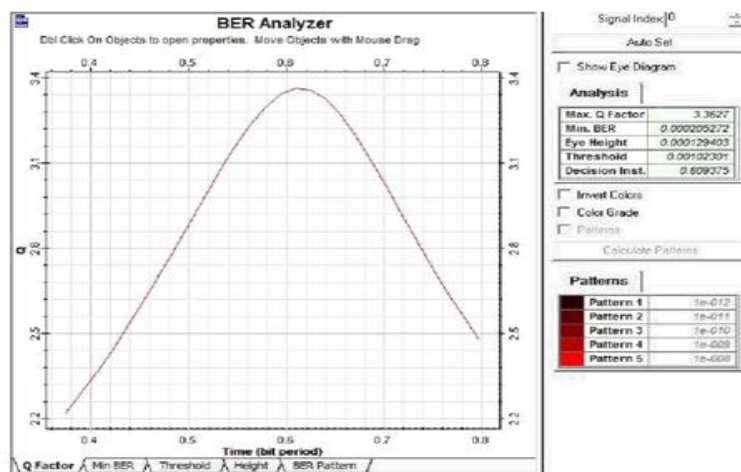 BER Analyzer
Dbl Click On Objects to open properties. Move Objects with Mouse Drag
0.4 0.5 0.6 0.7 0.8
3.4 3.4
3.1 3.1
2.8 2.8
Q
2.5 2.5
2.2 2.2
0.4 0.5 0.6 0.7 0.8
Time (bit period)
Q Factor Min BER Threshold Height BER Pattern
Signal Index 0
Auto Set
Show Eye Diagram
Analysis
Max. Q Factor 3.3627
Min. BER 0.000205272
Eye Height 0.000129403
Threshold 0.00102301
Decision Inst. 0.609375
Invert Colors
Color Grade
Patterns
Calculate Patterns
Patterns
Pattern 1 1e-012
Pattern 2 1e-011
Pattern 3 1e-010
Pattern 4 1e-009
Pattern 5 1e-008